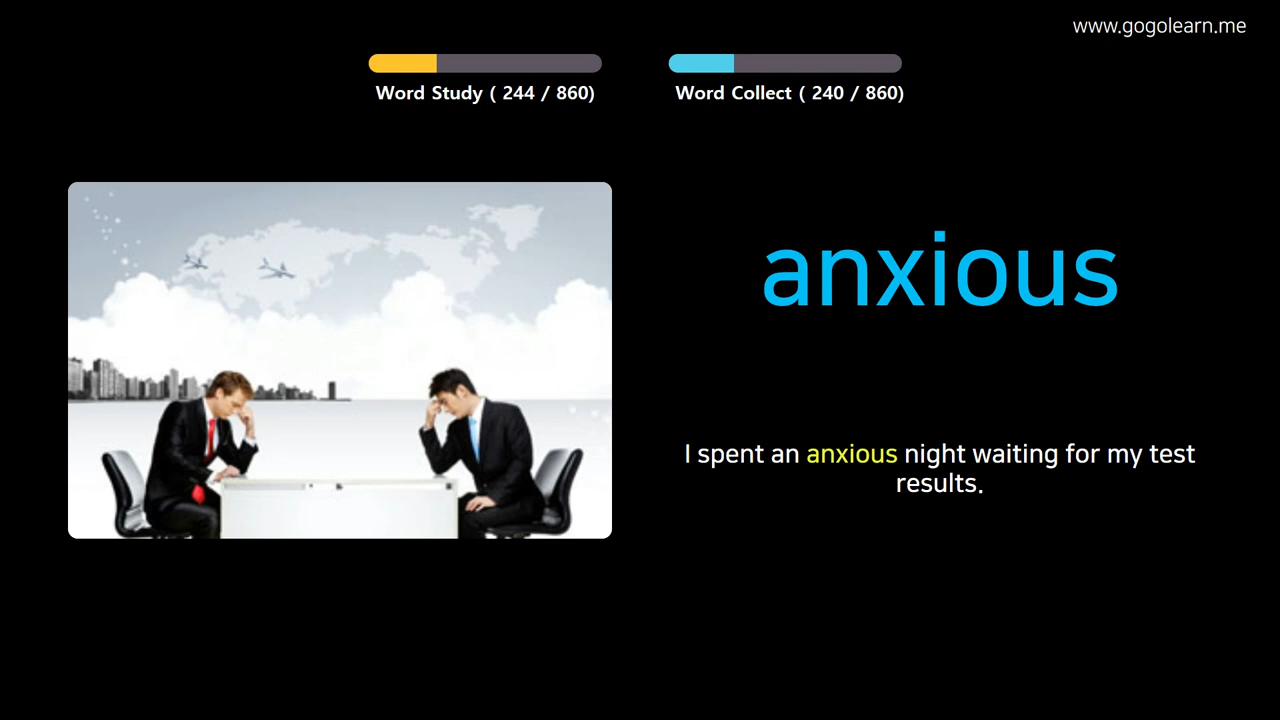 www.gogolearn.me
Word Study ( 244 / 860)
Word Collect ( 240 / 860)
anxious
I spent an anxious night waiting for my test
results.